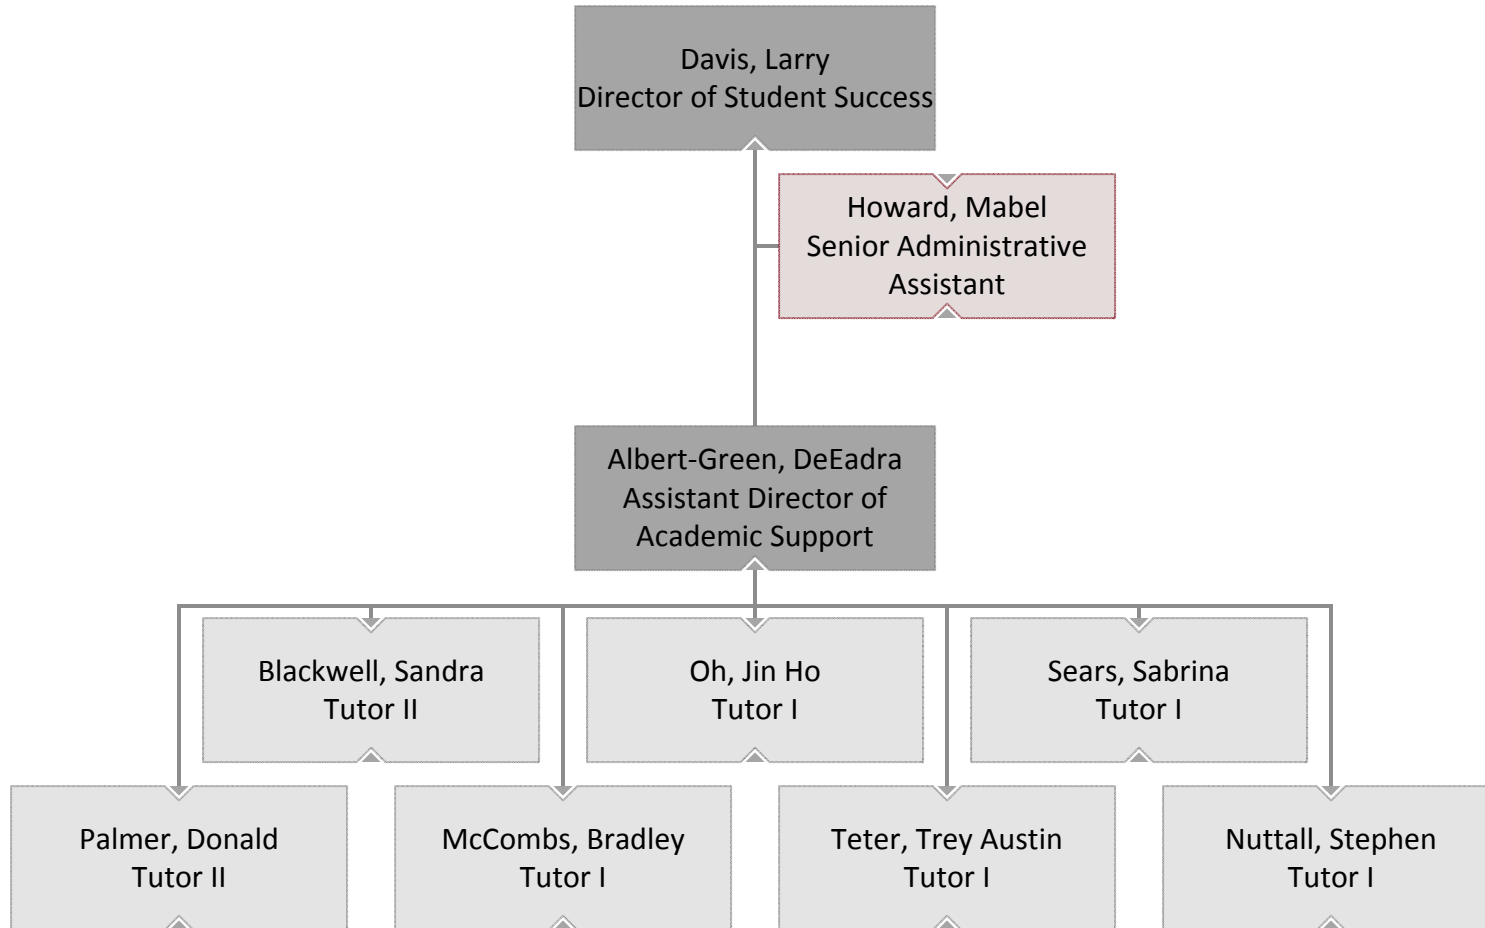 Davis, Larry
Director of Student Success
Howard, Mabel
Senior Administrative
Assistant
Albert-Green, DeEadra
Assistant Director of
Academic Support
Blackwell, Sandra
Tutor II
Oh, Jin Ho
Tutor I
Sears, Sabrina
Tutor I
Palmer, Donald
Tutor II
McCombs, Bradley
Tutor I
Teter, Trey Austin
Tutor I
Nuttall, Stephen
Tutor I